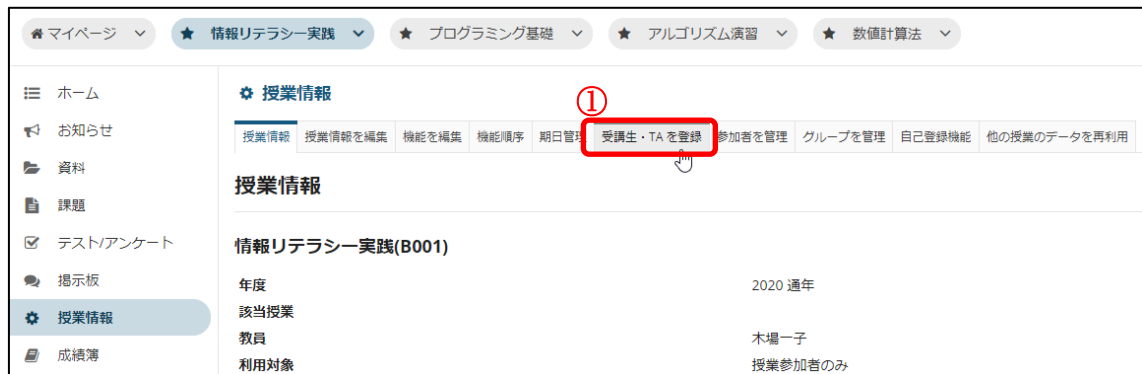 マイページ 情報リテラシー実践 プログラミング基礎 アルゴリズム演習 数値計算法
ホーム
お知らせ
資料
課題
テスト/アンケート
掲示板
授業情報
成績簿
授業情報
①
授業情報 授業情報を編集 機能を編集 機能順序 期日管理 受講生・TA を登録 参加者を管理 グループを管理 自己登録機能 他の授業のデータを再利用
授業情報
情報リテラシー実践(B001)
年度 2020 通年
該当授業
教員 木場一子
利用対象 授業参加者のみ